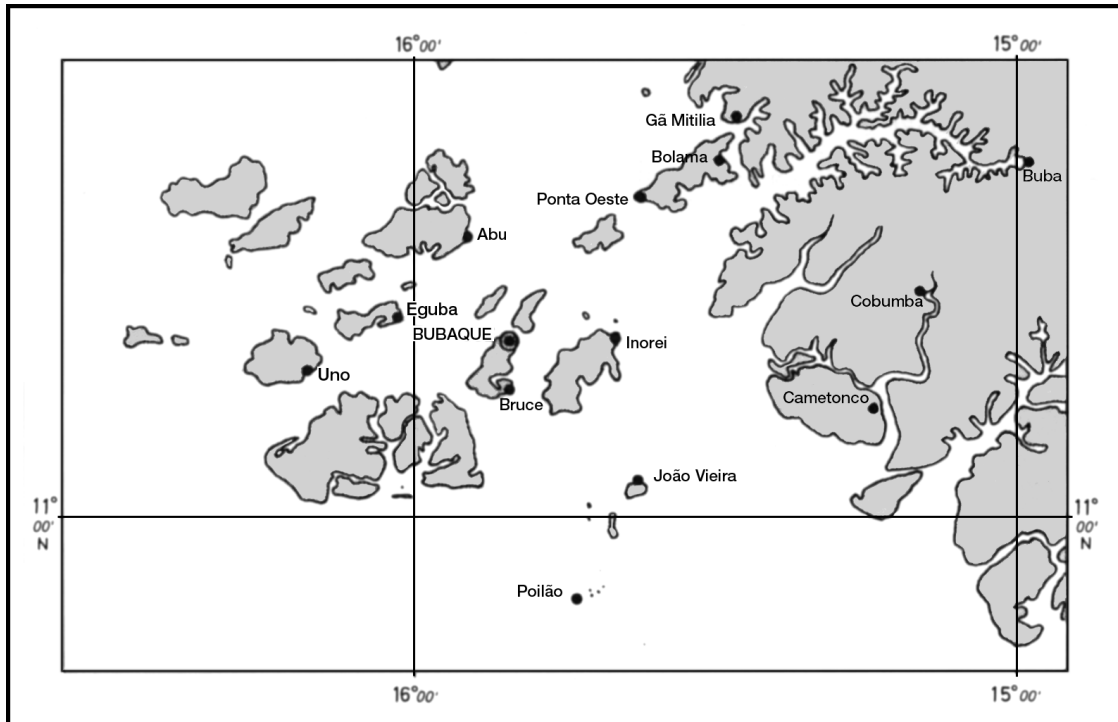 16°00'
15°00'
Gã Mitilia
Bolama
Buba
Ponta Oeste
Abu
Cobumba
Eguba
BUBAQUE
Inorei
Uno
Cametonco
Bruce
João Vieira
11°
00'
N
11°
00'
N
Poilão
16°00'
15°00'